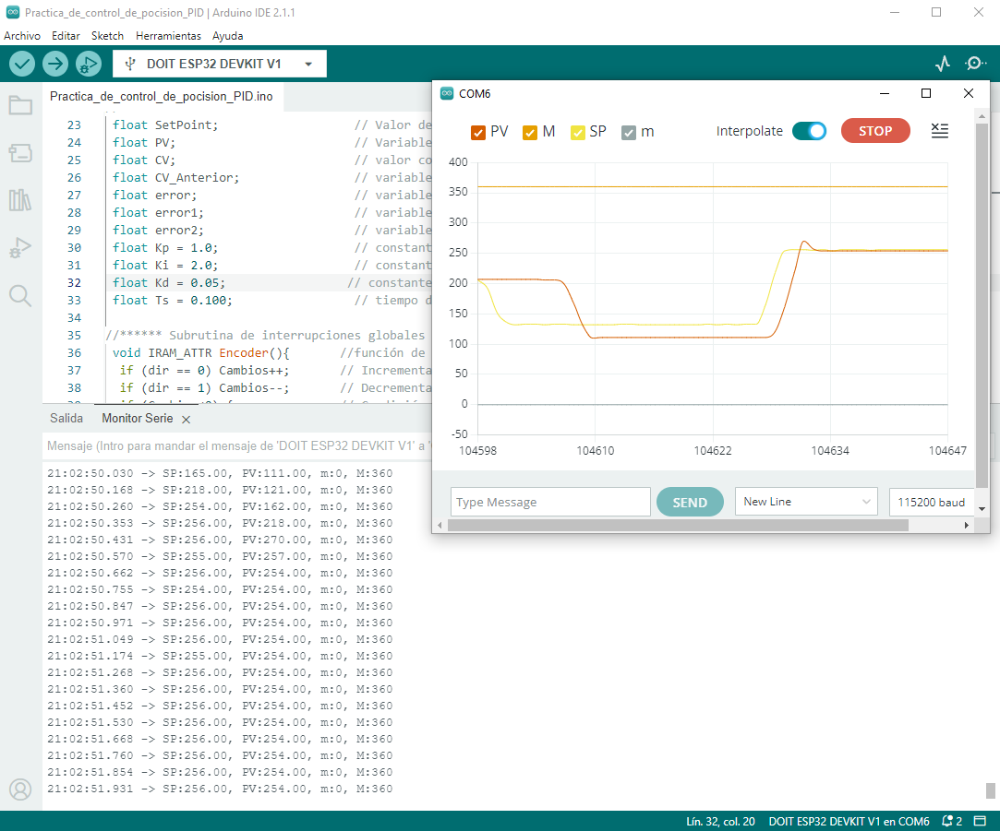 Practica_de_control_de_pocision_PID | Arduino IDE 2.1.1
Archivo Editar Sketch Herramientas Ayuda
DOIT ESP32 DEVKIT V1
Practica_de_control_de_pocision_PID.ino
23 float SetPoint; // Valor de
24 float PV; // Variable
25 float CV; // valor co
26 float CV_Anterior; // variable
27 float error; // variable
28 float error1; // variable
29 float error2; // variable
30 float Kp = 1.0; // constant
31 float Ki = 2.0; // constant
32 float Kd = 0.05; // constante
33 float Ts = 0.100; // tiempo d
34
35 //****** Subrutina de interrupciones globales
36 void IRAM_ATTR Encoder(){ //función de
37 if (dir == 0) Cambios++; // Incrementa
38 if (dir == 1) Cambios--; // Decrementa
COM6
PV M SP m
Interpolate STOP
400
350
300
250
200
150
100
50
0
-50
104598 104610 104622 104634 104647
Type Message SEND New Line 115200 baud
Salida Monitor Serie
Mensaje (Intro para mandar el mensaje de 'DOIT ESP32 DEVKIT V1' a '
21:02:50.030 -> SP:165.00, PV:111.00, m:0, M:360
21:02:50.168 -> SP:218.00, PV:121.00, m:0, M:360
21:02:50.260 -> SP:254.00, PV:162.00, m:0, M:360
21:02:50.353 -> SP:256.00, PV:218.00, m:0, M:360
21:02:50.431 -> SP:256.00, PV:270.00, m:0, M:360
21:02:50.570 -> SP:255.00, PV:257.00, m:0, M:360
21:02:50.662 -> SP:256.00, PV:254.00, m:0, M:360
21:02:50.755 -> SP:254.00, PV:254.00, m:0, M:360
21:02:50.847 -> SP:256.00, PV:254.00, m:0, M:360
21:02:50.971 -> SP:256.00, PV:254.00, m:0, M:360
21:02:51.049 -> SP:256.00, PV:254.00, m:0, M:360
21:02:51.174 -> SP:255.00, PV:254.00, m:0, M:360
21:02:51.268 -> SP:256.00, PV:254.00, m:0, M:360
21:02:51.360 -> SP:256.00, PV:254.00, m:0, M:360
21:02:51.452 -> SP:256.00, PV:254.00, m:0, M:360
21:02:51.530 -> SP:256.00, PV:254.00, m:0, M:360
21:02:51.668 -> SP:256.00, PV:254.00, m:0, M:360
21:02:51.760 -> SP:256.00, PV:254.00, m:0, M:360
21:02:51.854 -> SP:256.00, PV:254.00, m:0, M:360
21:02:51.931 -> SP:256.00, PV:254.00, m:0, M:360
Lín. 32, col. 20 DOIT ESP32 DEVKIT V1 en COM6 2